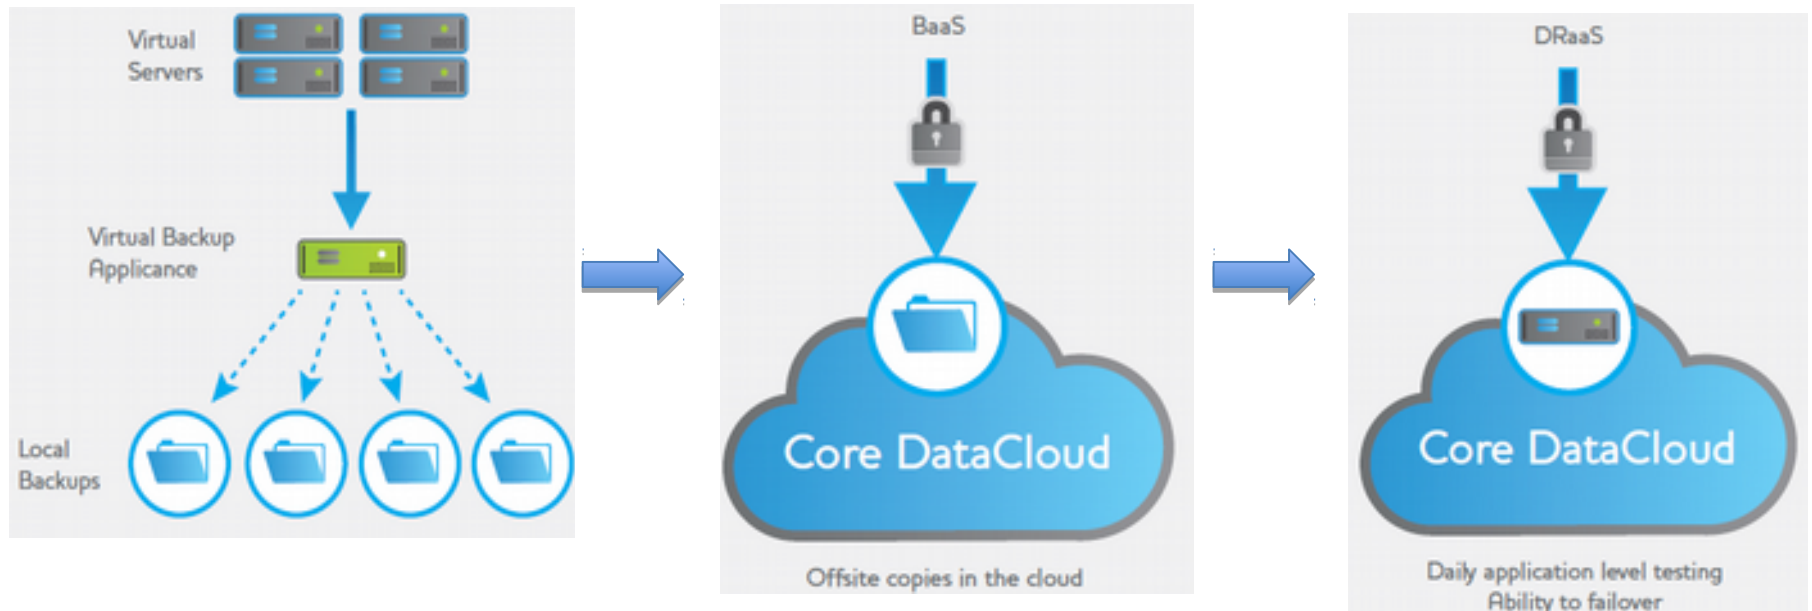 Virtual
Servers
Virtual Backup
Applicance
Local
Backups
BaaS
Core DataCloud
Offsite copies in the cloud
DRaaS
Core DataCloud
Daily application level testing
Ability to failover